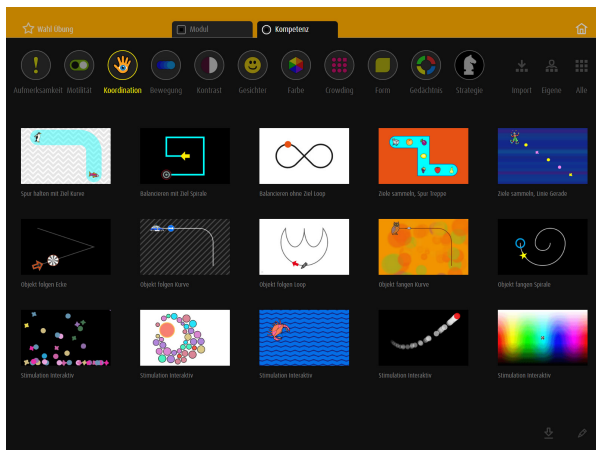 Wahl Übung
Modul
Kompetenz
Aufmerksamkeit Motilität Koordination Bewegung Kontrast Gesichter Farbe Crowding Form Gedächtnis Strategie Import Eigene Alle
Spur halten mit Ziel Kurve
Balancieren mit Ziel Spirale
Balancieren ohne Ziel Loop
Ziele sammeln, Spur Treppe
Ziele sammeln, Linie Gerade
Objekt folgen Ecke
Objekt folgen Kurve
Objekt folgen Loop
Objekt fangen Kurve
Objekt fangen Spirale
Stimulation Interaktiv
Stimulation Interaktiv
Stimulation Interaktiv
Stimulation Interaktiv
Stimulation Interaktiv